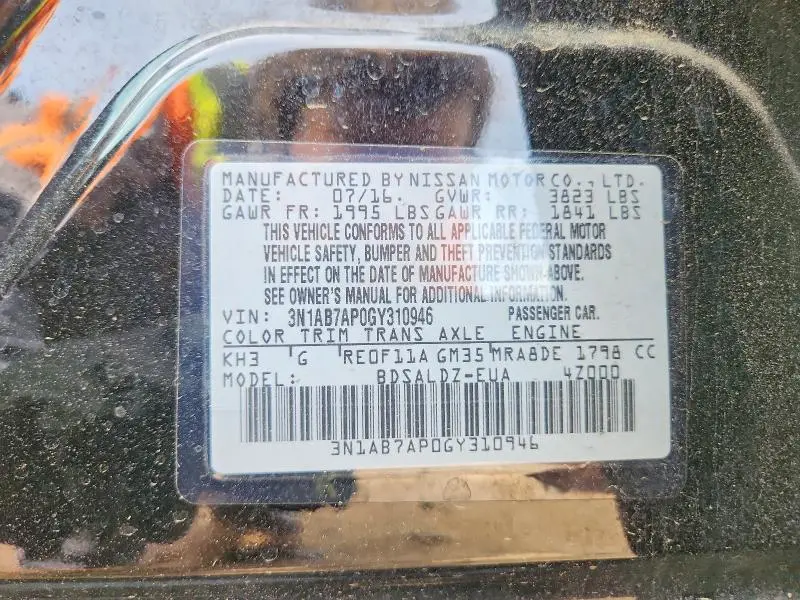 MANUFACTURED BY NISSAN MOTOR CO., LTD.
DATE: 07/16. GVWR: 3823 LBS
GAWR FR: 1995 LBS GAWR RR: 1841 LBS
THIS VEHICLE CONFORMS TO ALL APPLICABLE FEDERAL MOTOR
VEHICLE SAFETY, BUMPER AND THEFT PREVENTION STANDARDS
IN EFFECT ON THE DATE OF MANUFACTURE SHOWN ABOVE.
SEE OWNER'S MANUAL FOR ADDITIONAL INFORMATION.
VIN: 3N1AB7AP0GY310946 PASSENGER CAR.
COLOR TRIM TRANS AXLE ENGINE
KH3 G RE0F11A GM35 MRA8DE 1798 CC
MODEL: BDSALDZ-EUA 4Z000
3N1AB7AP0GY310946